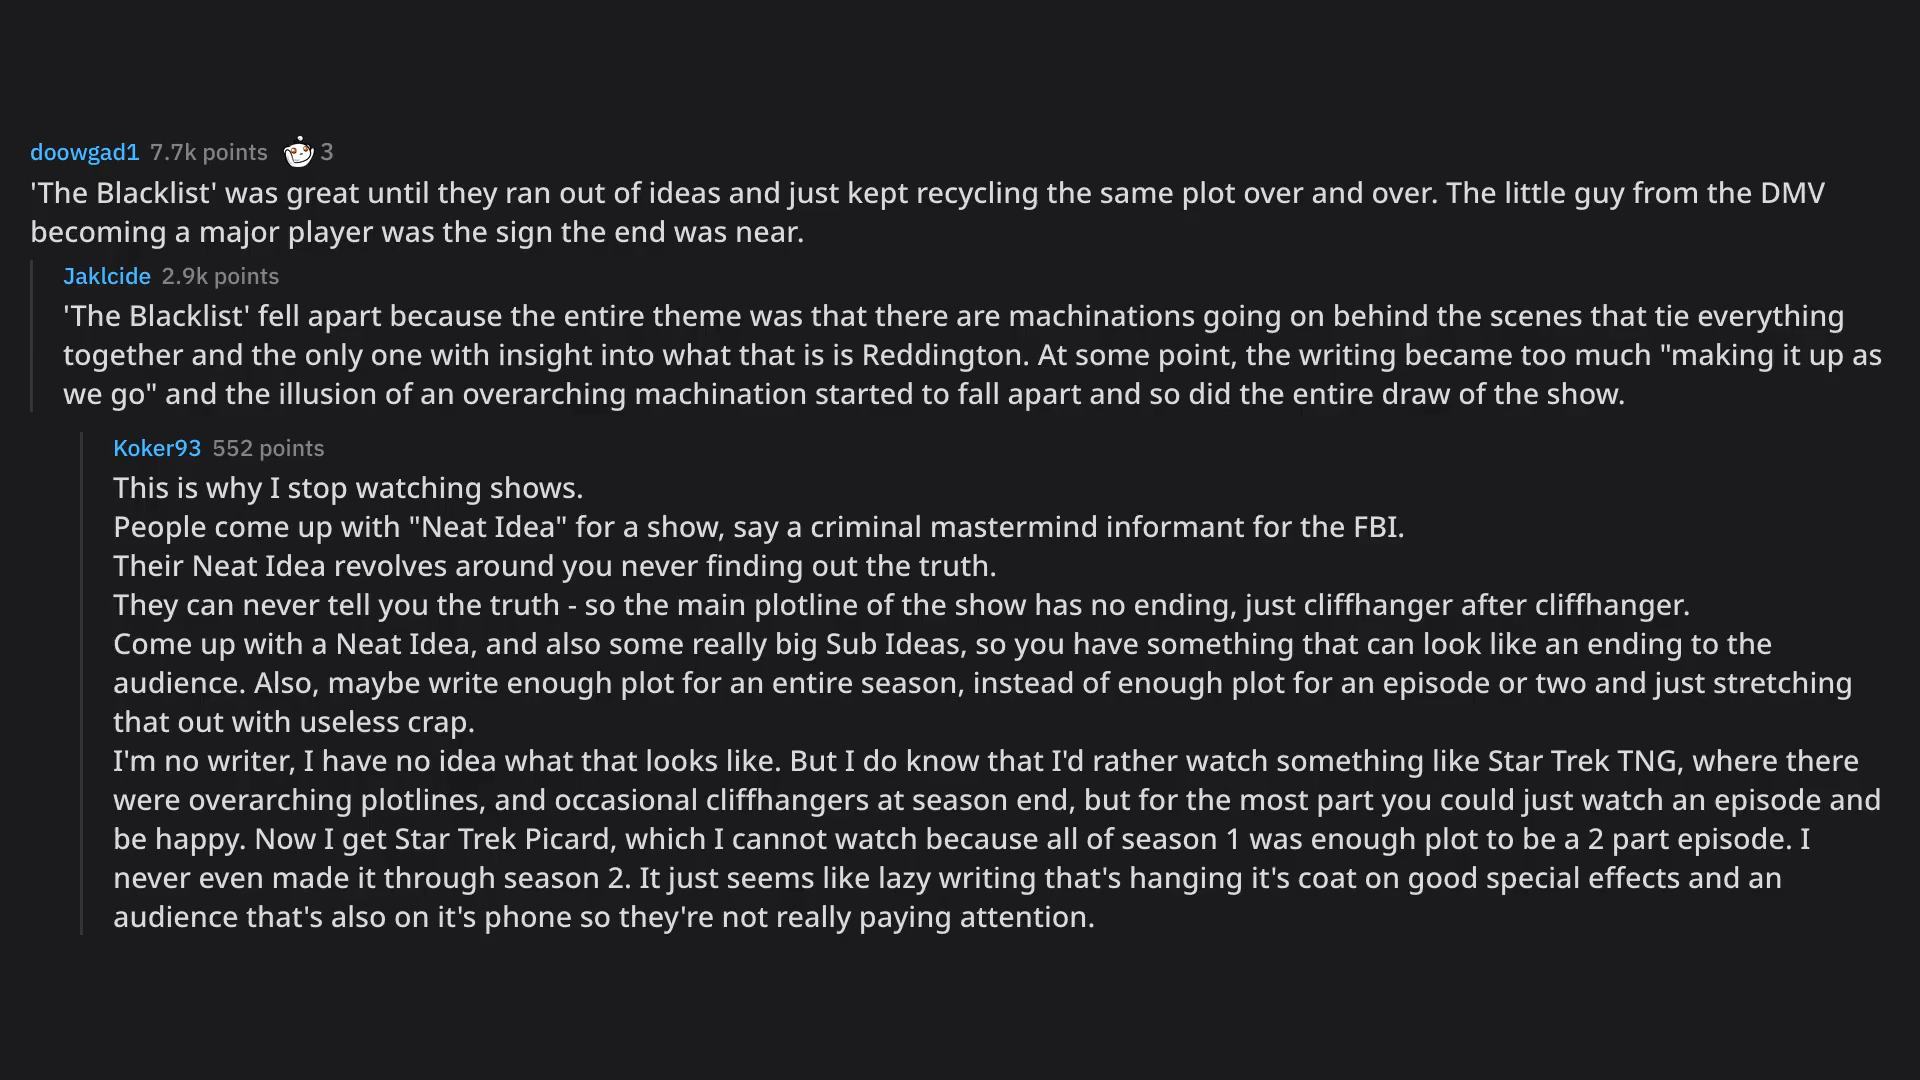 doowgad1 7.7k points 3
'The Blacklist' was great until they ran out of ideas and just kept recycling the same plot over and over. The little guy from the DMV
becoming a major player was the sign the end was near.
Jaklcide 2.9k points
'The Blacklist' fell apart because the entire theme was that there are machinations going on behind the scenes that tie everything
together and the only one with insight into what that is is Reddington. At some point, the writing became too much "making it up as
we go" and the illusion of an overarching machination started to fall apart and so did the entire draw of the show.
Koker93 552 points
This is why I stop watching shows.
People come up with "Neat Idea" for a show, say a criminal mastermind informant for the FBI.
Their Neat Idea revolves around you never finding out the truth.
They can never tell you the truth - so the main plotline of the show has no ending, just cliffhanger after cliffhanger.
Come up with a Neat Idea, and also some really big Sub Ideas, so you have something that can look like an ending to the
audience. Also, maybe write enough plot for an entire season, instead of enough plot for an episode or two and just stretching
that out with useless crap.
I'm no writer, I have no idea what that looks like. But I do know that I'd rather watch something like Star Trek TNG, where there
were overarching plotlines, and occasional cliffhangers at season end, but for the most part you could just watch an episode and
be happy. Now I get Star Trek Picard, which I cannot watch because all of season 1 was enough plot to be a 2 part episode. I
never even made it through season 2. It just seems like lazy writing that's hanging it's coat on good special effects and an
audience that's also on it's phone so they're not really paying attention.